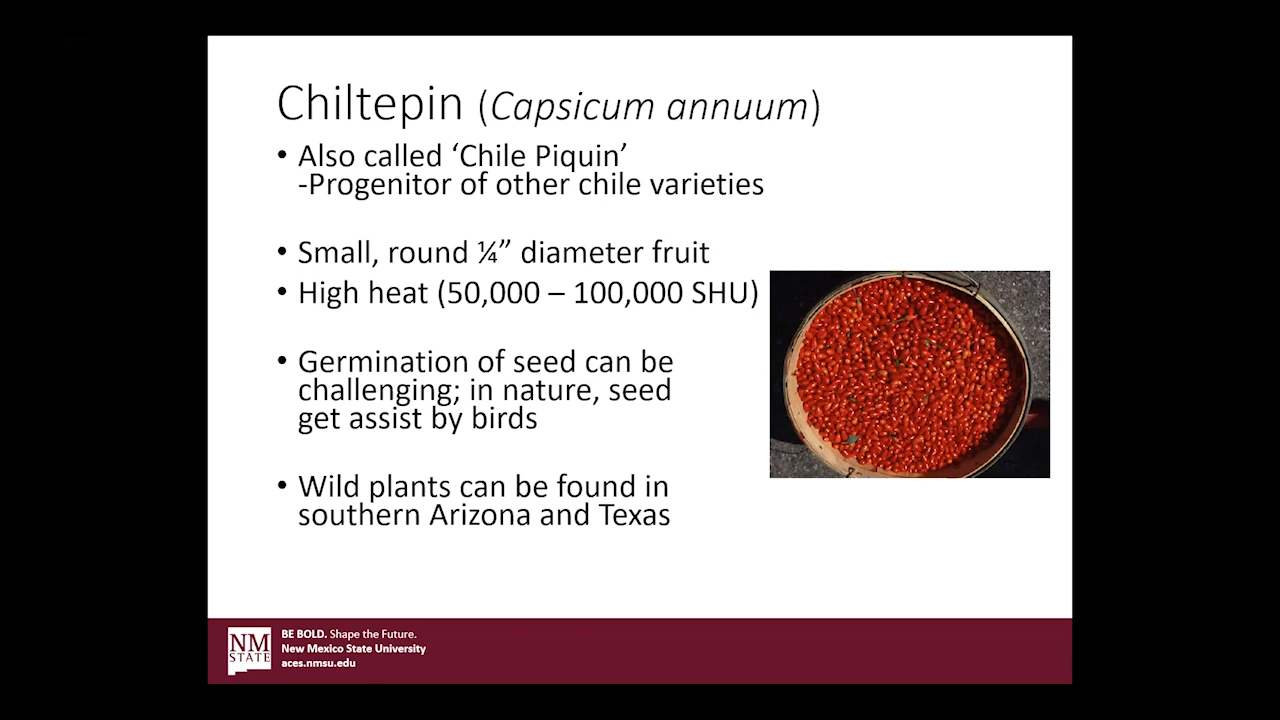 Chiltepin (Capsicum annuum)
• Also called ‘Chile Piquin’
-Progenitor of other chile varieties
• Small, round ¼” diameter fruit
• High heat (50,000 – 100,000 SHU)
• Germination of seed can be
challenging; in nature, seed
get assist by birds
• Wild plants can be found in
southern Arizona and Texas
NM
STATE
BE BOLD. Shape the Future.
New Mexico State University
aces.nmsu.edu